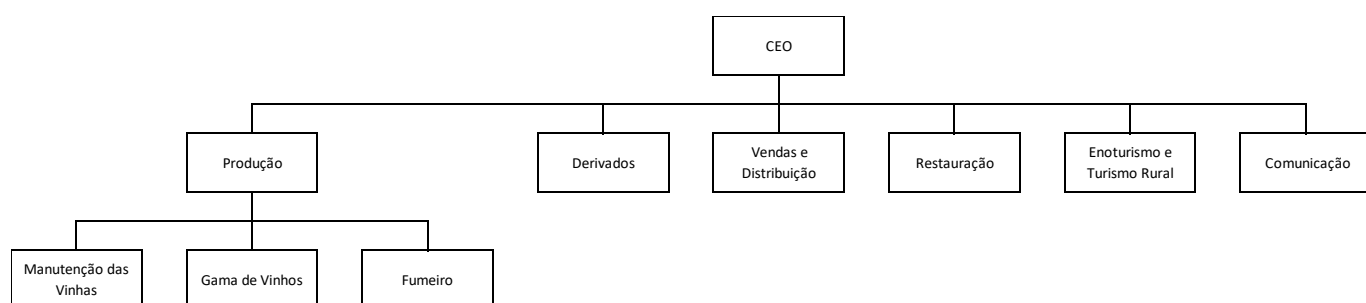 CEO
Produção
Derivados
Vendas e
Distribuição
Restauração
Enoturismo e
Turismo Rural
Comunicação
Manutenção das
Vinhas
Gama de Vinhos
Fumeiro